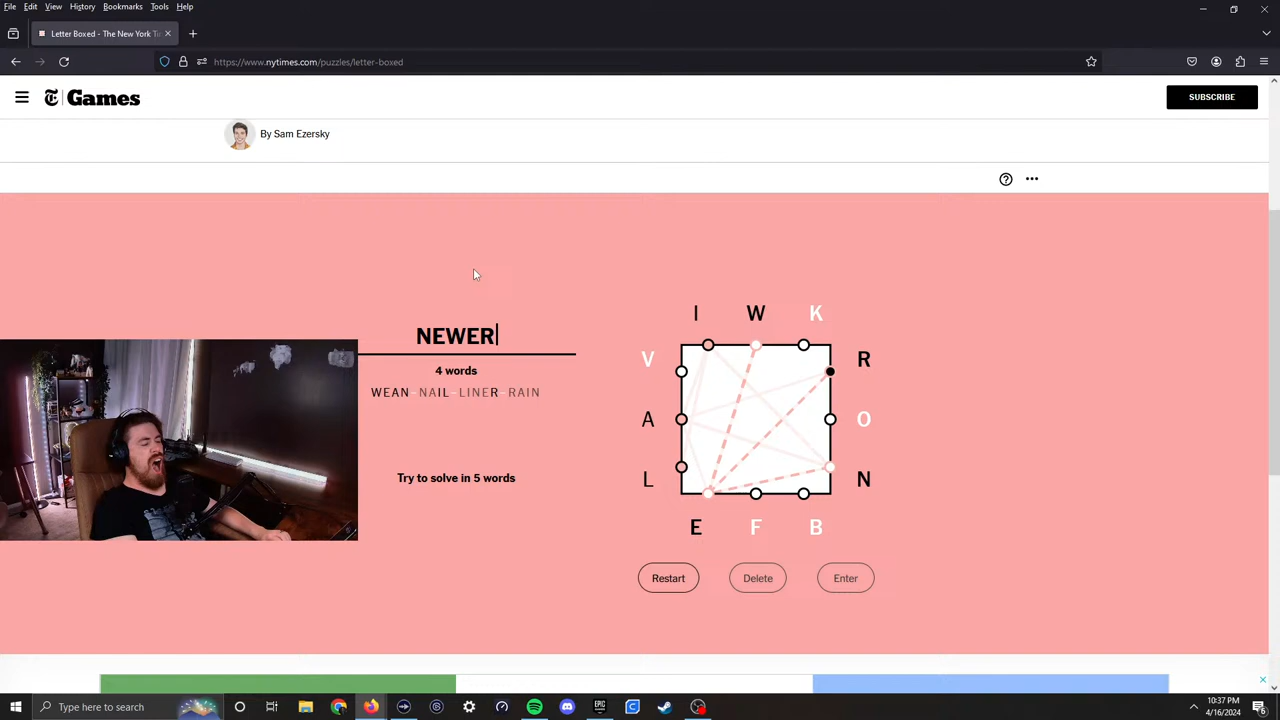 File Edit View History Bookmarks Tools Help
Letter Boxed - The New York Ti
https://www.nytimes.com/puzzles/letter-boxed
Games
SUBSCRIBE
By Sam Ezersky
NEWER
4 words
WEAN – NAIL – LINER – RAIN
Try to solve in 5 words
I W K
V R
A O
L N
E F B
Restart Delete Enter
Type here to search
10:37 PM
4/16/2024